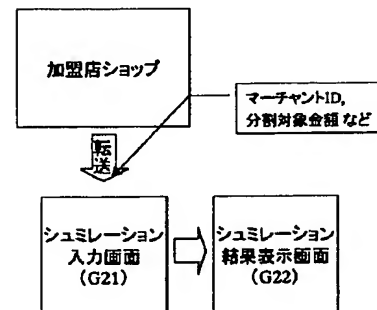 加盟店ショップ
マーチャントID,
分割対象金額 など
転送
シュミレーション
入力画面
(G21)
シュミレーション
結果表示画面
(G22)